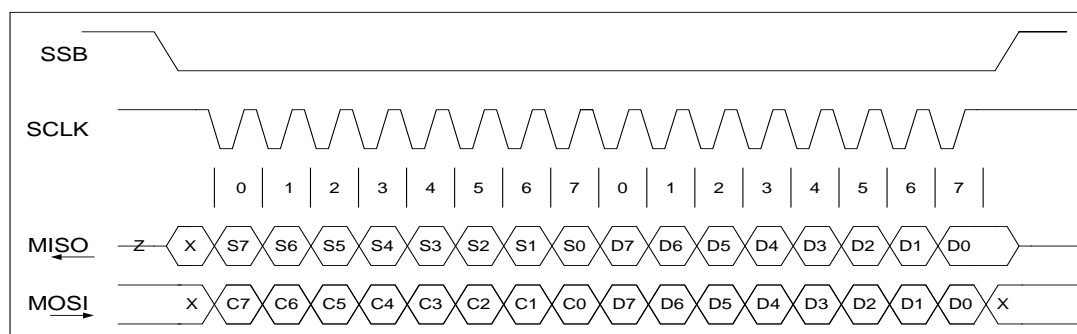 SSB
SCLK
0 1 2 3 4 5 6 7 0 1 2 3 4 5 6 7
MISO Z X S7 S6 S5 S4 S3 S2 S1 S0 D7 D6 D5 D4 D3 D2 D1 D0
MOSI X C7 C6 C5 C4 C3 C2 C1 C0 D7 D6 D5 D4 D3 D2 D1 D0 X